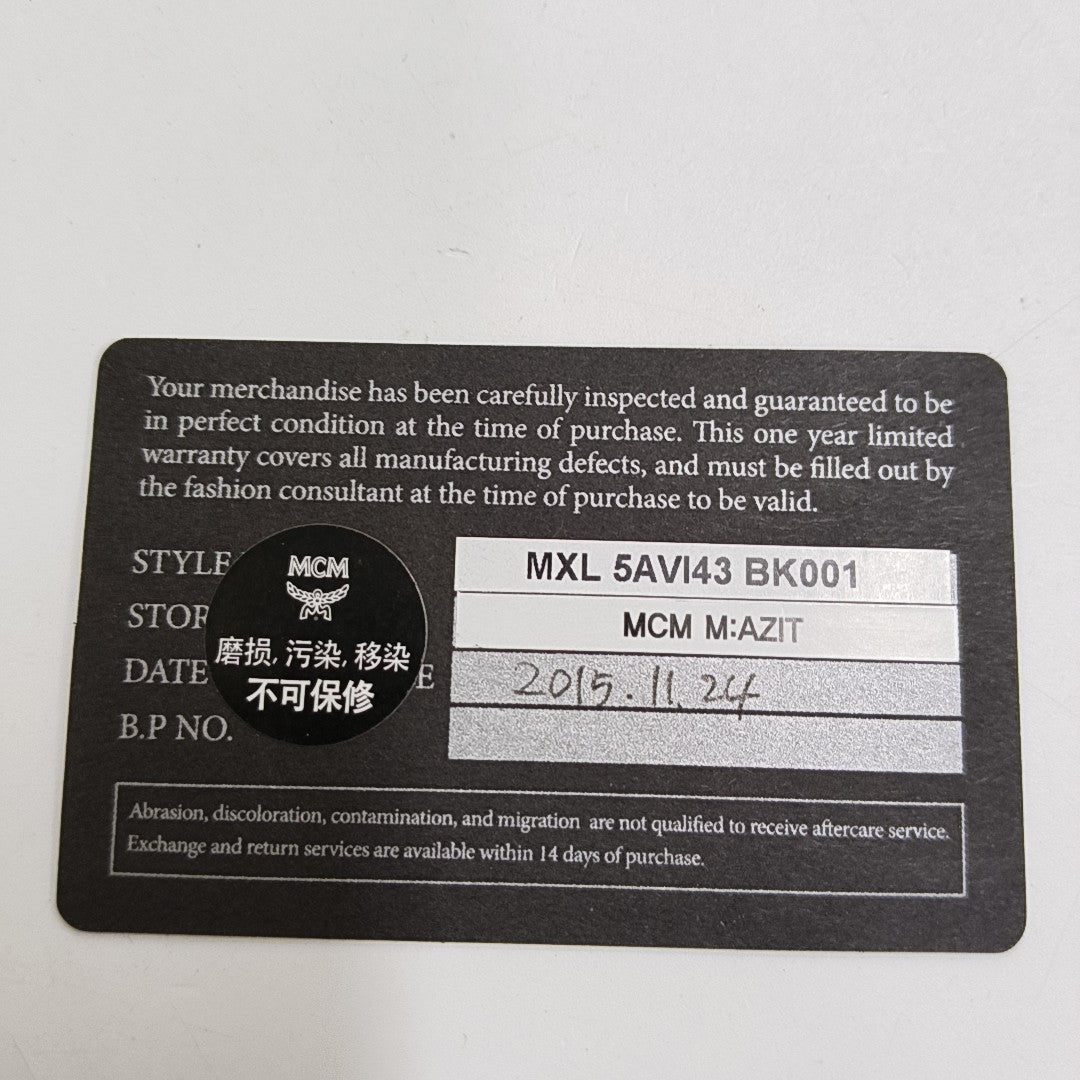 Your merchandise has been carefully inspected and guaranteed to be
in perfect condition at the time of purchase. This one year limited
warranty covers all manufacturing defects, and must be filled out by
the fashion consultant at the time of purchase to be valid.
STYLE MXL 5AVI43 BK001
MCM
MCM M:AZIT
磨损, 污染, 移染
DATE 2015.11.24
不可保修
B.P NO.
Abrasion, discoloration, contamination, and migration are not qualified to receive aftercare service.
Exchange and return services are available within 14 days of purchase.